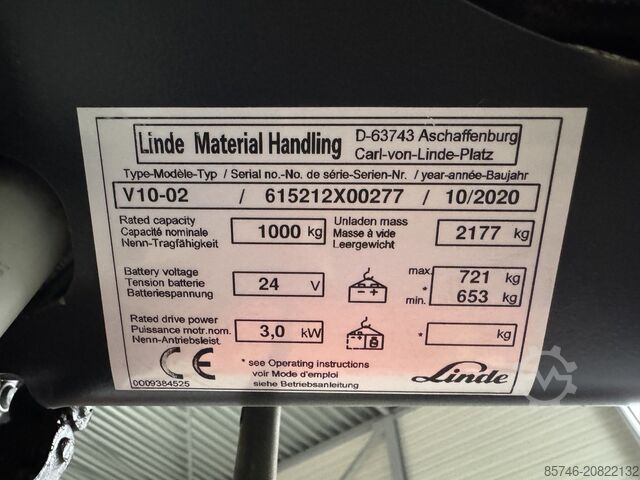 Linde Material Handling
D-63743 Aschaffenburg
Carl-von-Linde-Platz
Type-Modèle-Typ / Serial no.-No. de série-Serien-Nr. / year-année-Baujahr
V10-02 / 615212X00277 / 10/2020
Rated capacity
Capacité nominale
Nenn-Tragfähigkeit
1000 kg
Unladen mass
Masse à vide
Leergewicht
2177 kg
Battery voltage
Tension batterie
Batteriespannung
24 V
max. 721 kg
*
min. 653 kg
Rated drive power
Puissance motr.nom.
Nenn-Antriebsleist.
3,0 kW
* kg
CE
0009384525
* see Operating instructions
voir Mode d'emploi
siehe Betriebsanleitung
Linde
85746-20822132